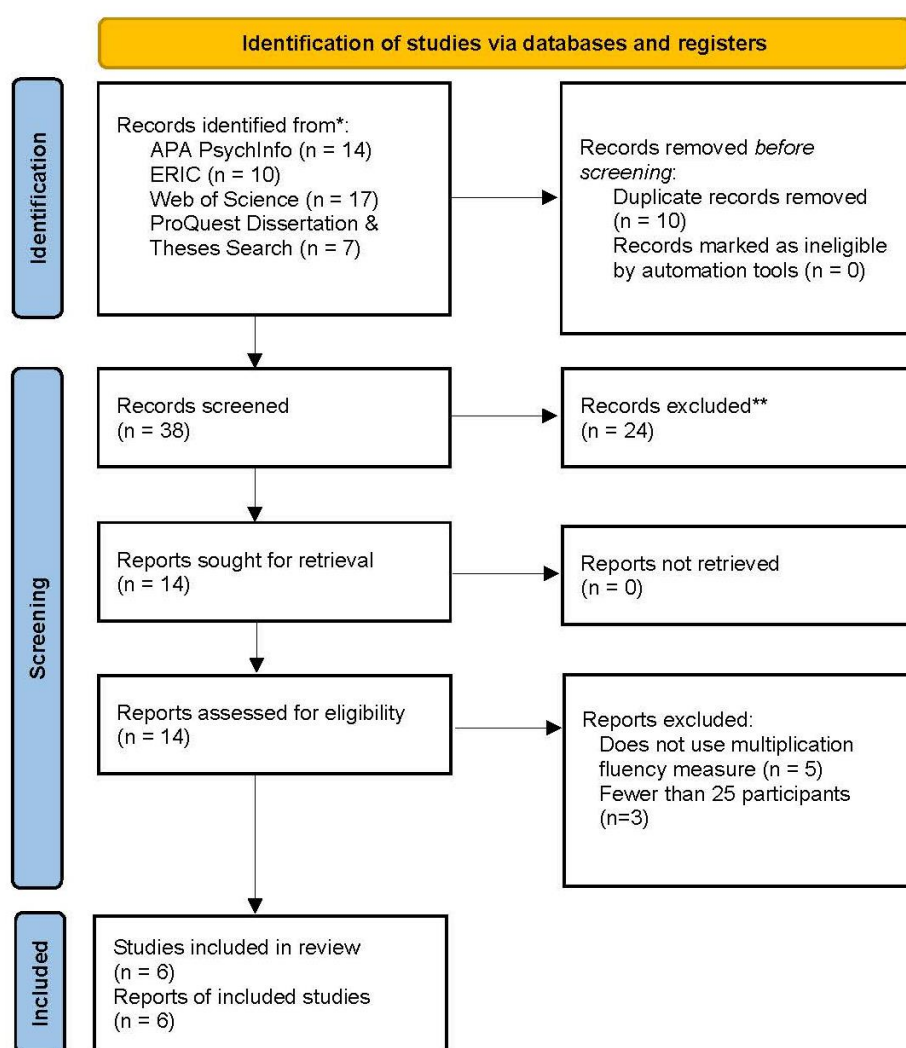 Identification of studies via databases and registers
Identification
Records identified from*:
APA PsychInfo (n = 14)
ERIC (n = 10)
Web of Science (n = 17)
ProQuest Dissertation &
Theses Search (n = 7)
Records removed before
screening:
Duplicate records removed
(n = 10)
Records marked as ineligible
by automation tools (n = 0)
Screening
Records screened
(n = 38)
Records excluded**
(n = 24)
Reports sought for retrieval
(n = 14)
Reports not retrieved
(n = 0)
Reports assessed for eligibility
(n = 14)
Reports excluded:
Does not use multiplication
fluency measure (n = 5)
Fewer than 25 participants
(n=3)
Included
Studies included in review
(n = 6)
Reports of included studies
(n = 6)